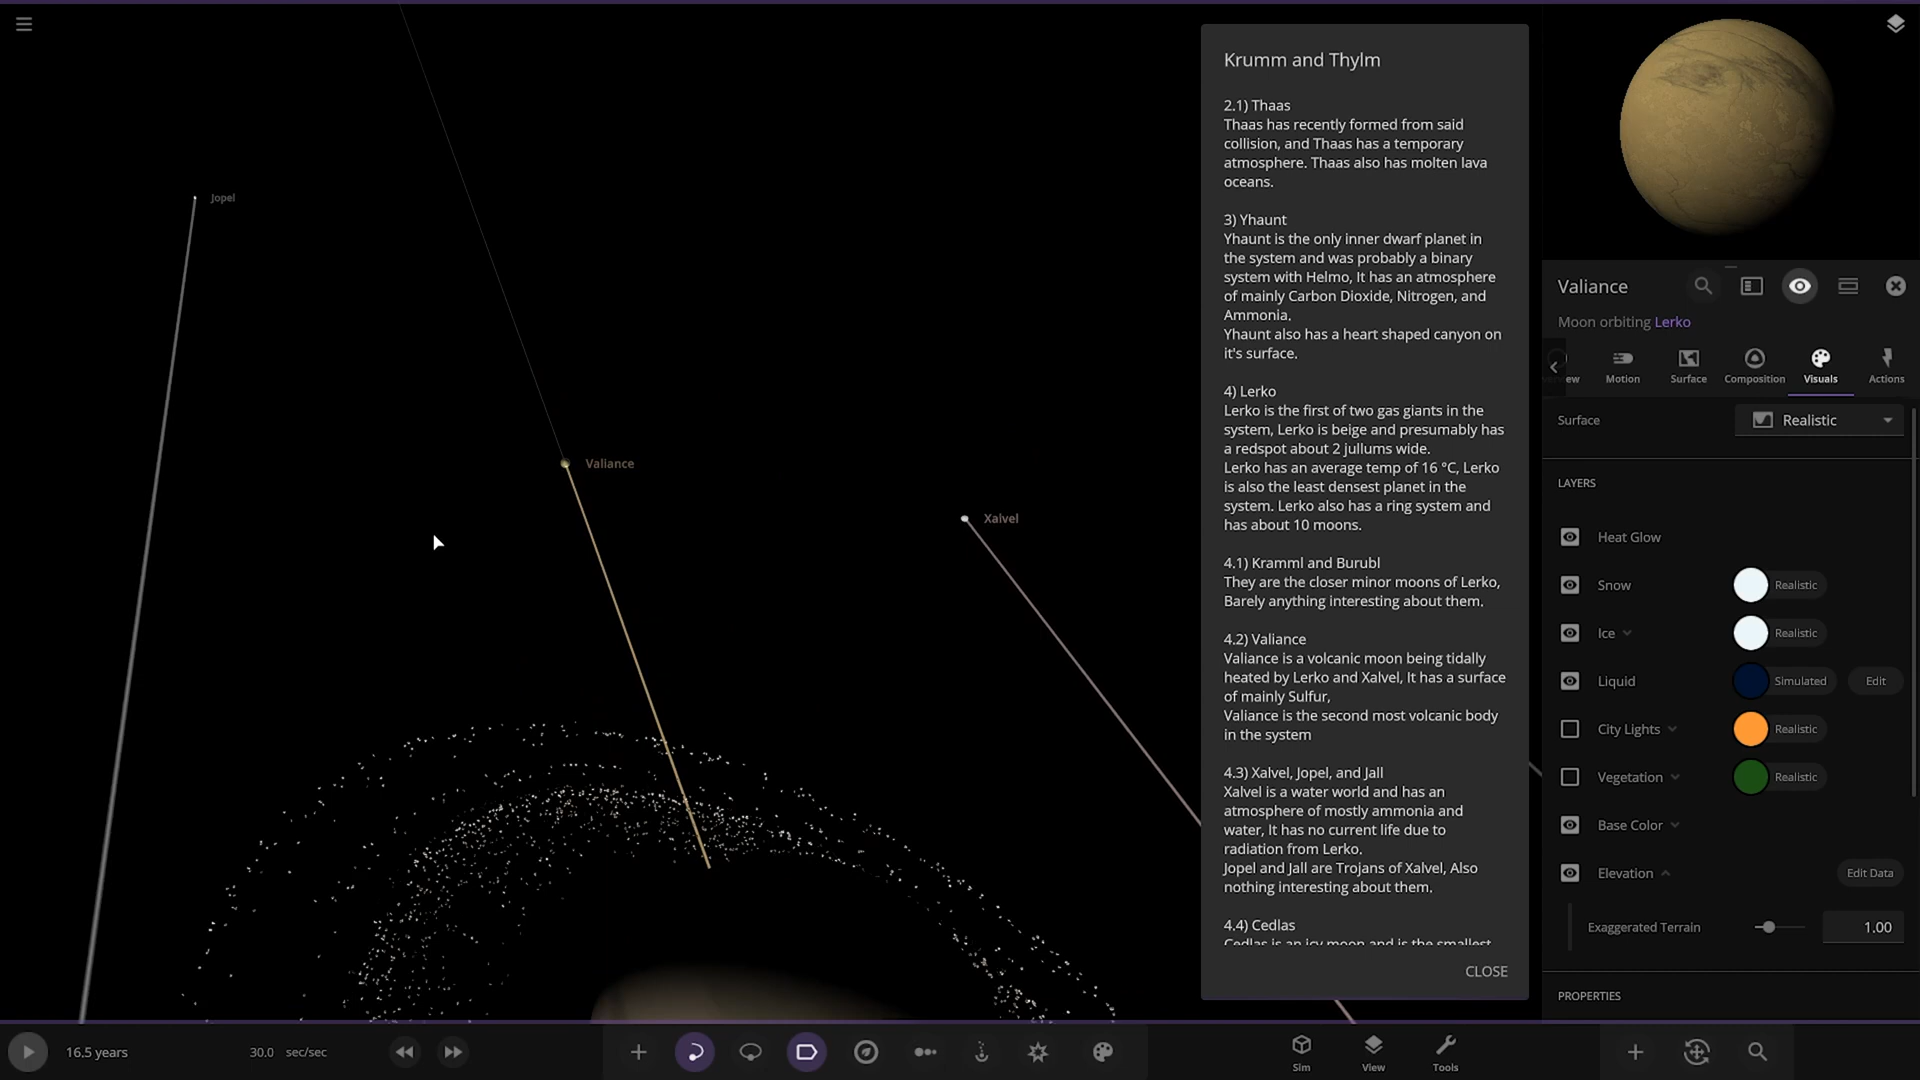 Jopel
Valiance
Xalvel
Krumm and Thylm
2.1) Thaas
Thaas has recently formed from said
collision, and Thaas has a temporary
atmosphere. Thaas also has molten lava
oceans.
3) Yhaunt
Yhaunt is the only inner dwarf planet in
the system and was probably a binary
system with Helmo, It has an atmosphere
of mainly Carbon Dioxide, Nitrogen, and
Ammonia.
Yhaunt also has a heart shaped canyon on
it's surface.
4) Lerko
Lerko is the first of two gas giants in the
system, Lerko is beige and presumably has
a redspot about 2 jullums wide.
Lerko has an average temp of 16 °C, Lerko
is also the least densest planet in the
system. Lerko also has a ring system and
has about 10 moons.
4.1) Kramml and Burubl
They are the closer minor moons of Lerko,
Barely anything interesting about them.
4.2) Valiance
Valiance is a volcanic moon being tidally
heated by Lerko and Xalvel, It has a surface
of mainly Sulfur,
Valiance is the second most volcanic body
in the system
4.3) Xalvel, Jopel, and Jall
Xalvel is a water world and has an
atmosphere of mostly ammonia and
water, It has no current life due to
radiation from Lerko.
Jopel and Jall are Trojans of Xalvel, Also
nothing interesting about them.
4.4) Cedlas
Cedlas is an icy moon and is the smallest
CLOSE
Valiance
Moon orbiting Lerko
Motion
Surface
Composition
Visuals
Actions
Surface
Realistic
LAYERS
Heat Glow
Snow
Realistic
Ice
Realistic
Liquid
Simulated
Edit
City Lights
Realistic
Vegetation
Realistic
Base Color
Elevation
Edit Data
Exaggerated Terrain
1.00
PROPERTIES
16.5 years
30.0 sec/sec
Sim
View
Tools